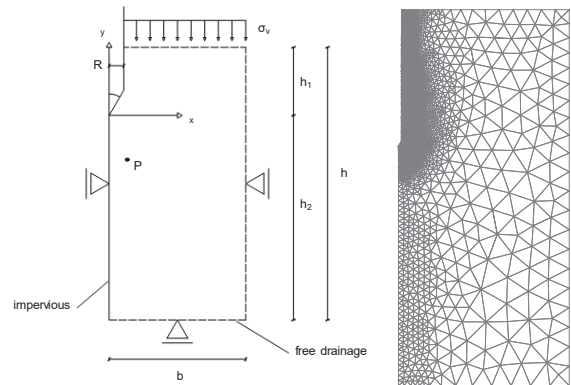 y
σv
R
h1
x
P
h
h2
impervious
free drainage
b